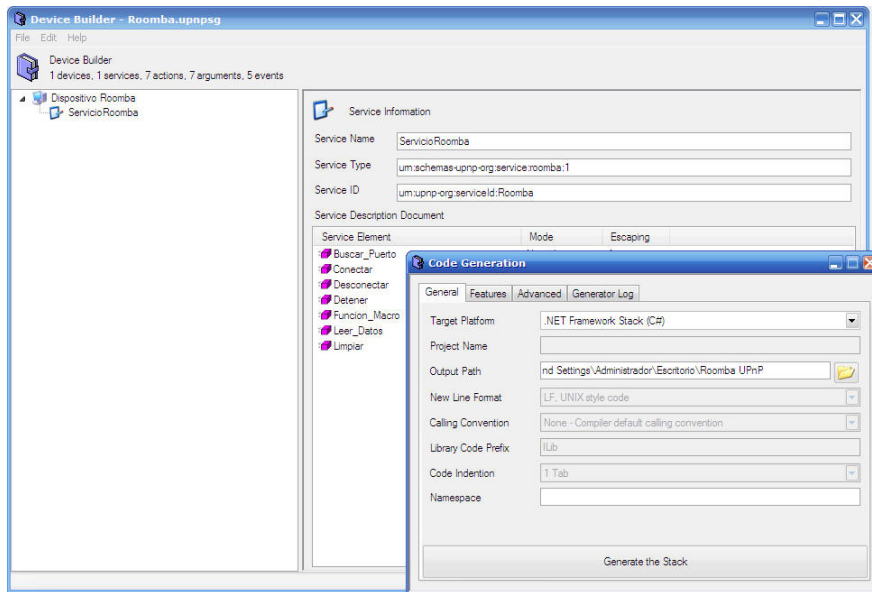 Device Builder - Roomba.upnpsg
File Edit Help
Device Builder
1 devices, 1 services, 7 actions, 7 arguments, 5 events
Dispositivo Roomba
ServicioRoomba
Service Information
Service Name ServicioRoomba
Service Type urn:schemas-upnp-org:service:roomba:1
Service ID urn:upnp-org:serviceId:Roomba
Service Description Document
Service Element Mode Escaping
Buscar_Puerto
Conectar
Desconectar
Detener
Funcion_Macro
Leer_Datos
Limpiar
Code Generation
General Features Advanced Generator Log
Target Platform .NET Framework Stack (C#)
Project Name
Output Path nd Settings\Administrador\Escritorio\Roomba UPnP
New Line Format LF, UNIX style code
Calling Convention None - Compiler default calling convention
Library Code Prefix ILib
Code Indention 1 Tab
Namespace
Generate the Stack